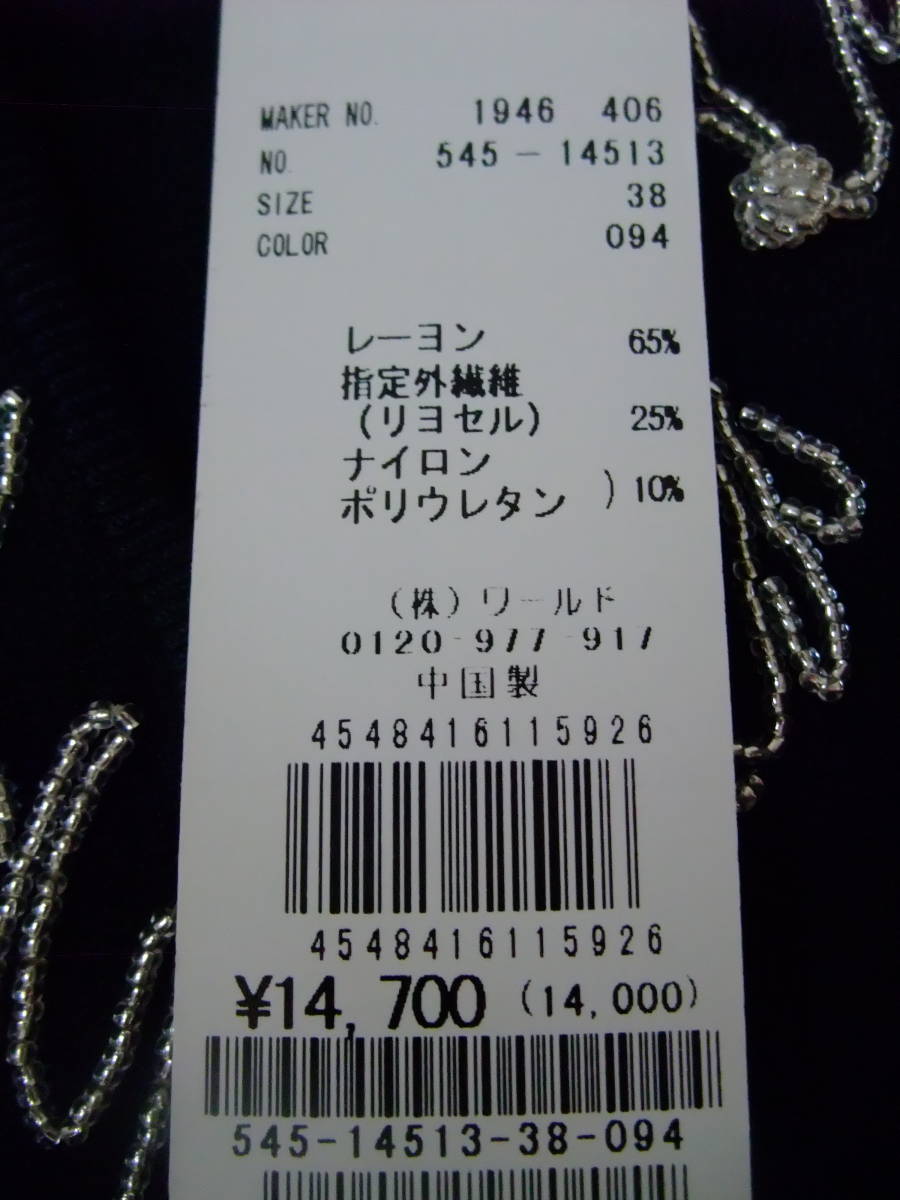 MAKER NO. 1946 406
NO. 545-14513
SIZE 38
COLOR 094
レーヨン 65%
指定外繊維
(リヨセル) 25%
ナイロン
ポリウレタン ) 10%
(株)ワールド
0120-977-917
中国製
4548416115926
4548416115926
¥14,700 (14,000)
545-14513-38-094